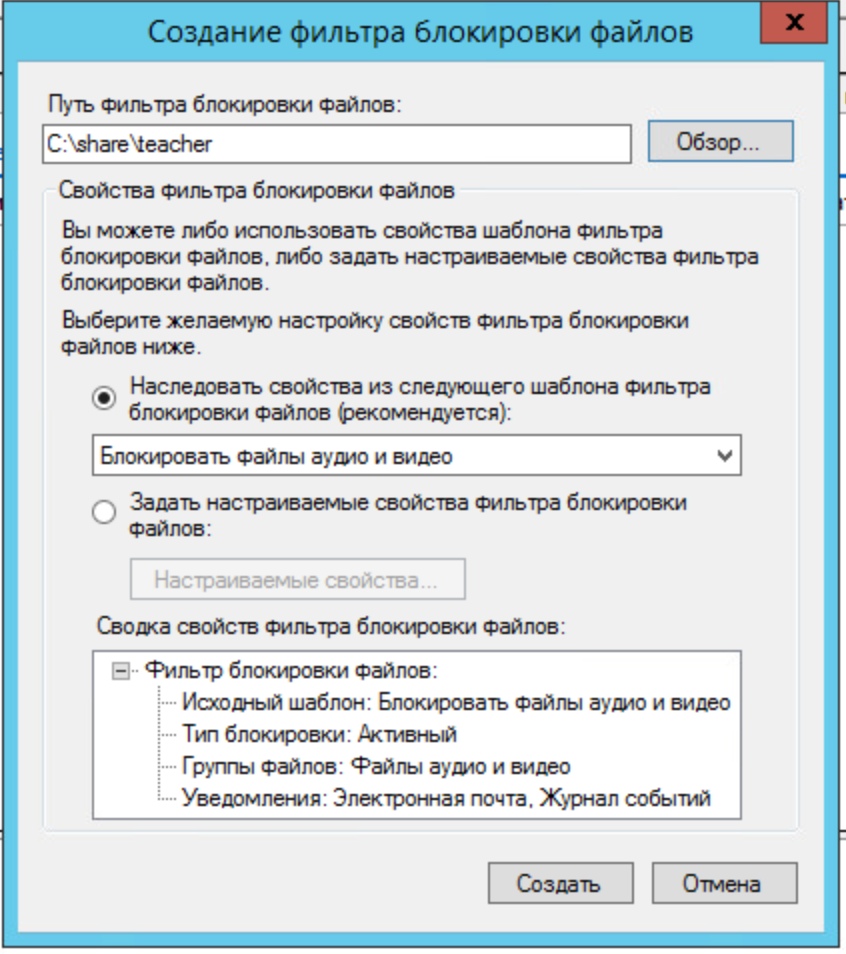 Создание фильтра блокировки файлов
x
Путь фильтра блокировки файлов:
C:\share\teacher
Обзор...
Свойства фильтра блокировки файлов
Вы можете либо использовать свойства шаблона фильтра
блокировки файлов, либо задать настраиваемые свойства фильтра
блокировки файлов.
Выберите желаемую настройку свойств фильтра блокировки
файлов ниже.
Наследовать свойства из следующего шаблона фильтра
блокировки файлов (рекомендуется):
Блокировать файлы аудио и видео
Задать настраиваемые свойства фильтра блокировки
файлов:
Настраиваемые свойства...
Сводка свойств фильтра блокировки файлов:
Фильтр блокировки файлов:
Исходный шаблон: Блокировать файлы аудио и видео
Тип блокировки: Активный
Группы файлов: Файлы аудио и видео
Уведомления: Электронная почта, Журнал событий
Создать
Отмена